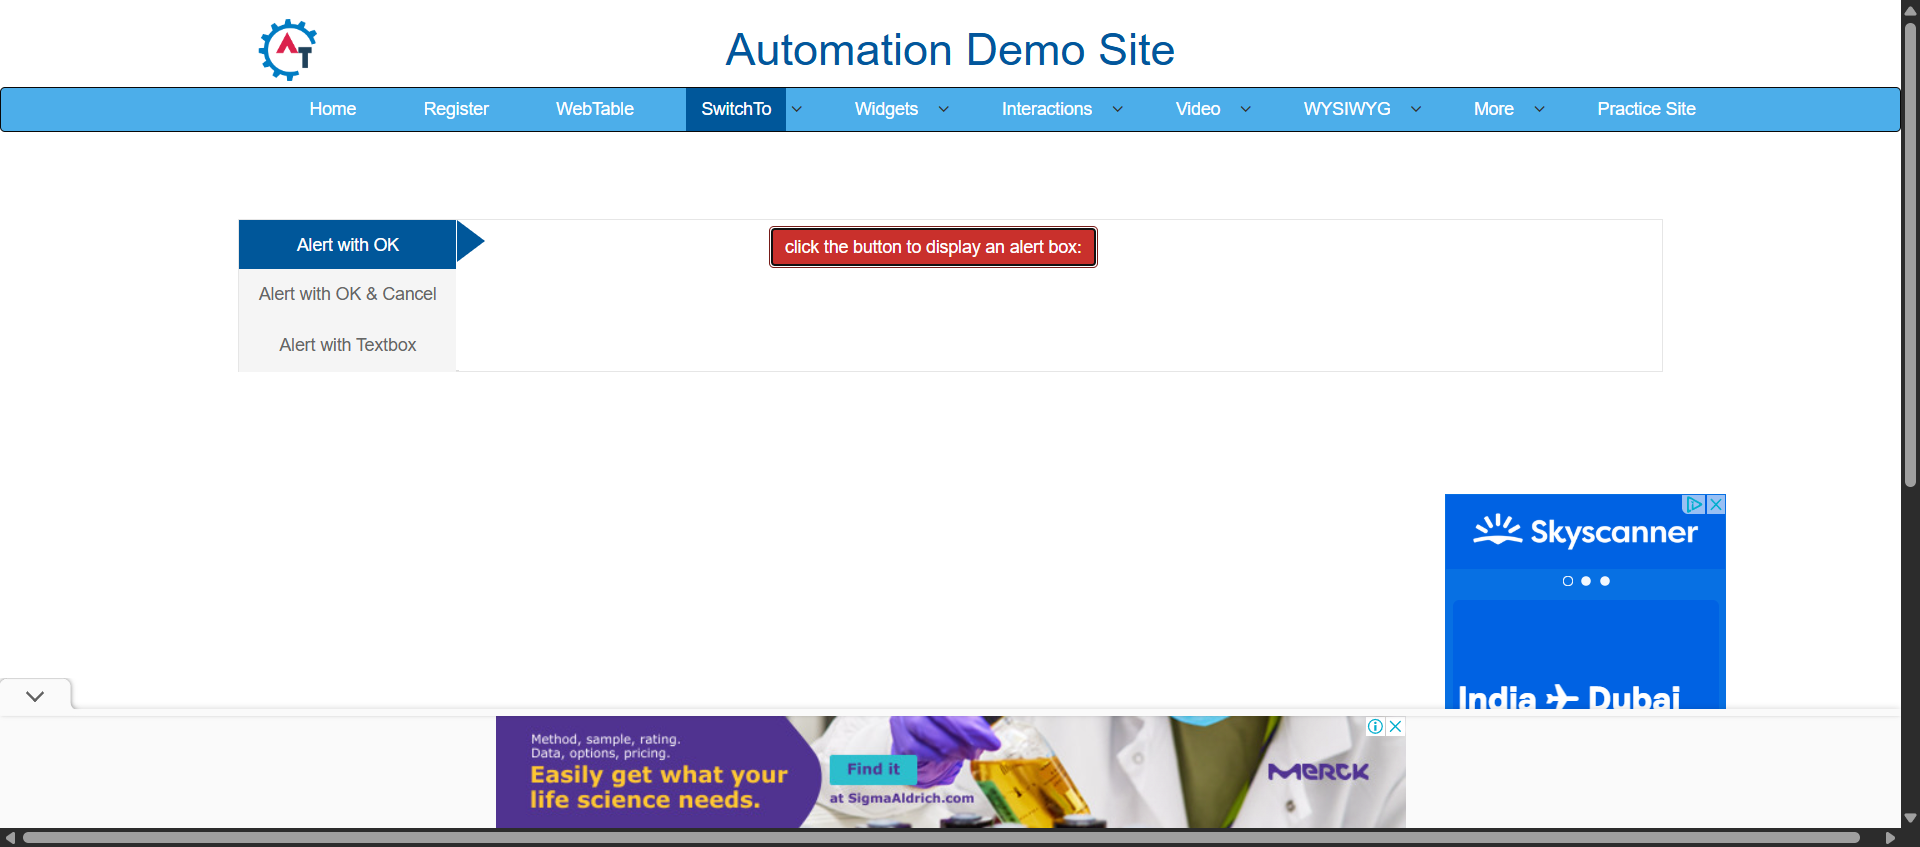 AT
Automation Demo Site
Home Register WebTable SwitchTo Widgets Interactions Video WYSIWYG More Practice Site
Alert with OK
click the button to display an alert box:
Alert with OK & Cancel
Alert with Textbox
Skyscanner
India Dubai
Method, sample, rating.
Data, options, pricing.
Easily get what your
life science needs.
Find it
at SigmaAldrich.com
MERCK